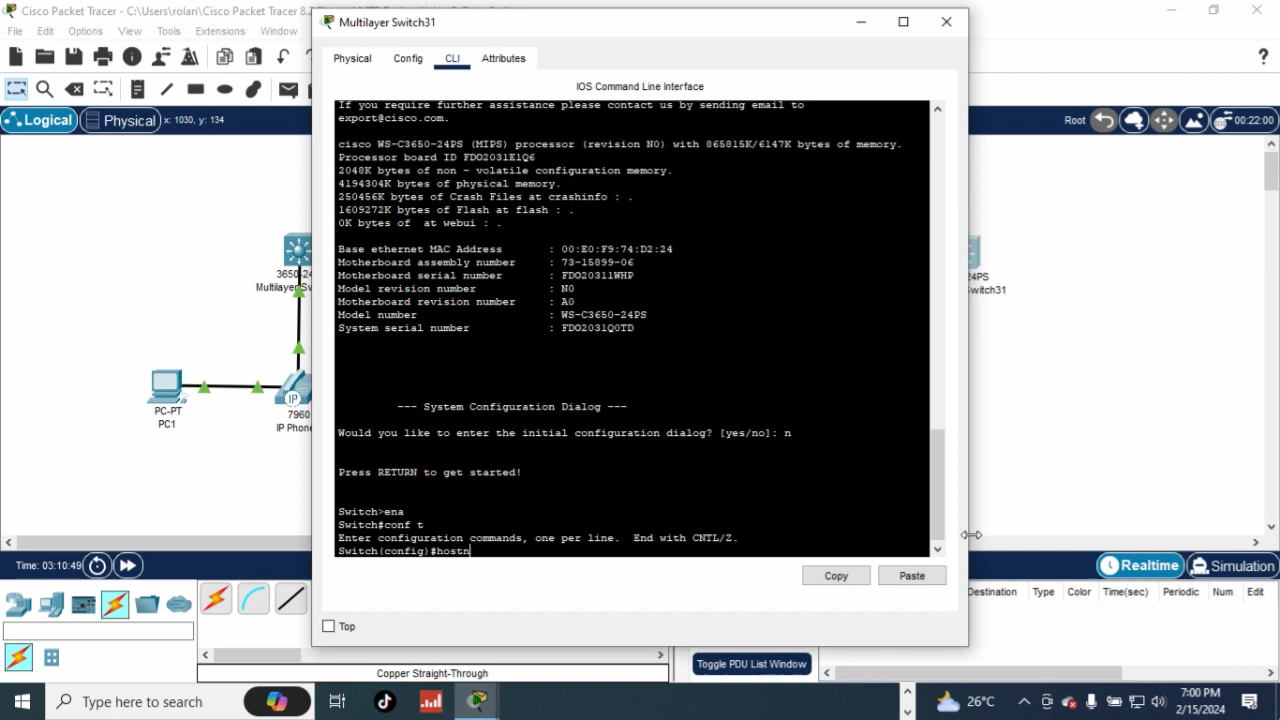 Cisco Packet Tracer - C:\Users\rolan\Cisco Packet Tracer 8.
File Edit Options View Tools Extensions Window
Logical Physical x: 1030, y: 134
Root 00:22:00
Multilayer Switch31
Physical Config CLI Attributes
IOS Command Line Interface
If you require further assistance please contact us by sending email to
export@cisco.com.
cisco WS-C3650-24PS (MIPS) processor (revision N0) with 865815K/6147K bytes of memory.
Processor board ID FDO2031E1Q6
2048K bytes of non - volatile configuration memory.
4194304K bytes of physical memory.
250456K bytes of Crash Files at crashinfo : .
1609272K bytes of Flash at flash : .
0K bytes of  at webui : .
Base ethernet MAC Address : 00:E0:F9:74:D2:24
Motherboard assembly number : 73-15899-06
Motherboard serial number : FDO20311WHP
Model revision number : N0
Motherboard revision number : A0
Model number : WS-C3650-24PS
System serial number : FDO2031Q0TD
--- System Configuration Dialog ---
Would you like to enter the initial configuration dialog? [yes/no]: n
Press RETURN to get started!
Switch>ena
Switch#conf t
Enter configuration commands, one per line.  End with CNTL/Z.
Switch(config)#hostn
Copy Paste
Top
3650-24
Multilayer Sw
PC-PT
PC1
IP
7960
IP Phon
24PS
witch31
Time: 03:10:49
Realtime Simulation
Destination Type Color Time(sec) Periodic Num Edit
Toggle PDU List Window
Copper Straight-Through
Type here to search
26°C
7:00 PM
2/15/2024